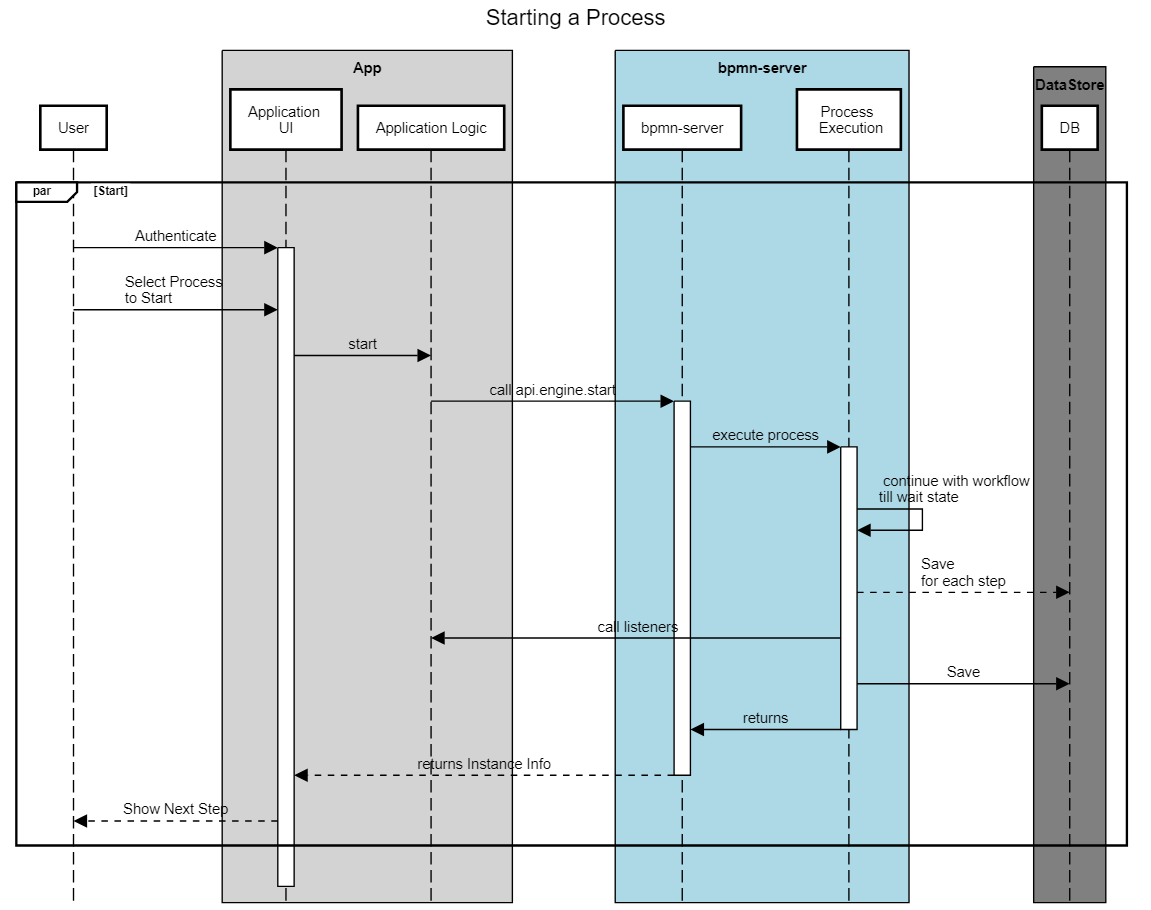 Starting a Process
App
bpmn-server
DataStore
User
Application
UI
Application Logic
bpmn-server
Process
Execution
DB
par
[Start]
Authenticate
Select Process
to Start
start
call api.engine.start
execute process
continue with workflow
till wait state
Save
for each step
call listeners
Save
returns
returns Instance Info
Show Next Step